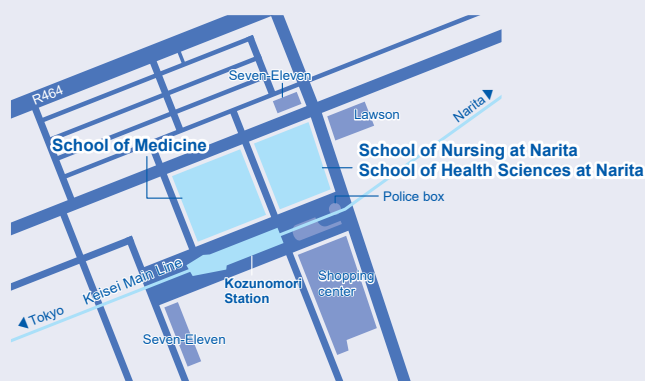 R464
Seven-Eleven
Lawson
Narita
School of Medicine
School of Nursing at Narita
School of Health Sciences at Narita
Police box
Keisei Main Line
Kozunomori
Station
Shopping
center
Tokyo
Seven-Eleven